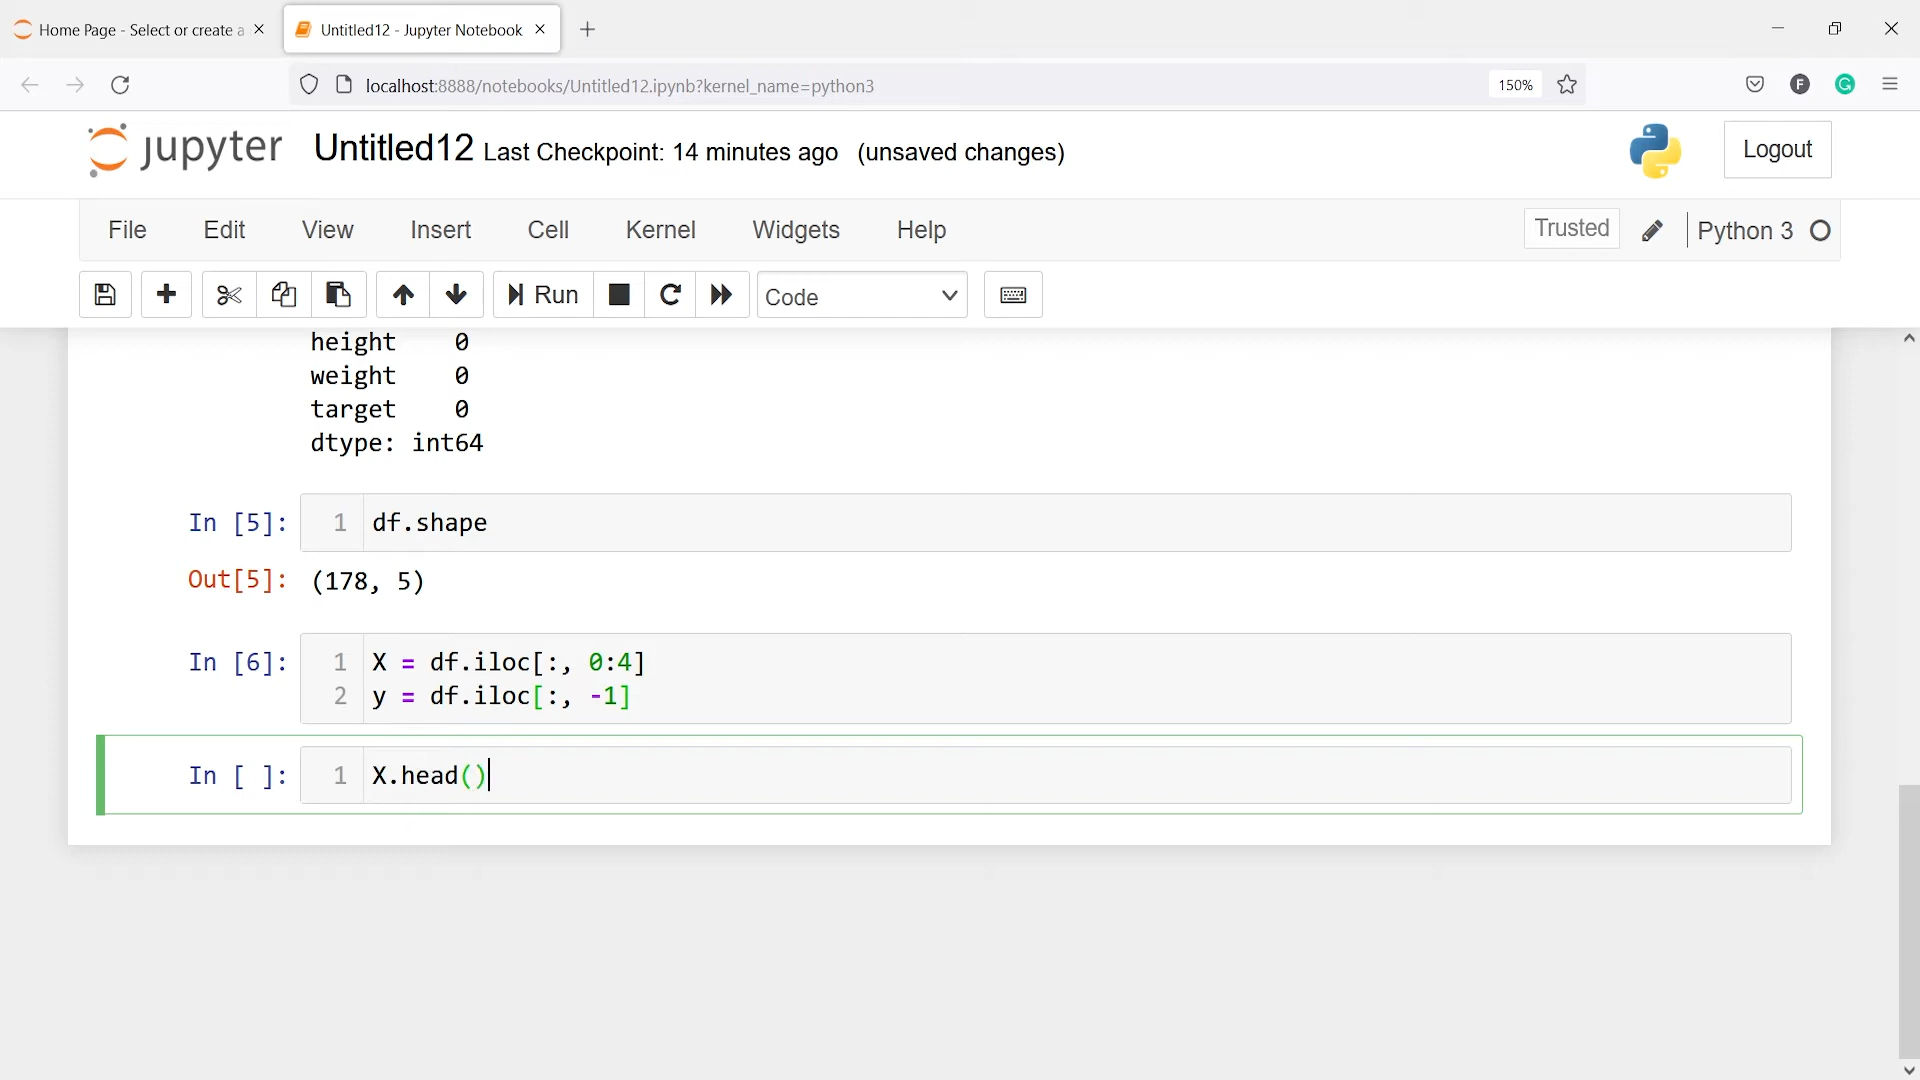 Home Page - Select or create a
Untitled12 - Jupyter Notebook
localhost:8888/notebooks/Untitled12.ipynb?kernel_name=python3
150%
F
G
jupyter Untitled12 Last Checkpoint: 14 minutes ago (unsaved changes)
Logout
File Edit View Insert Cell Kernel Widgets Help
Trusted
Python 3
Run
Code
height 0
weight 0
target 0
dtype: int64
In [5]: 1 df.shape
Out[5]: (178, 5)
In [6]: 1 X = df.iloc[:, 0:4]
2 y = df.iloc[:, -1]
In [ ]: 1 X.head()